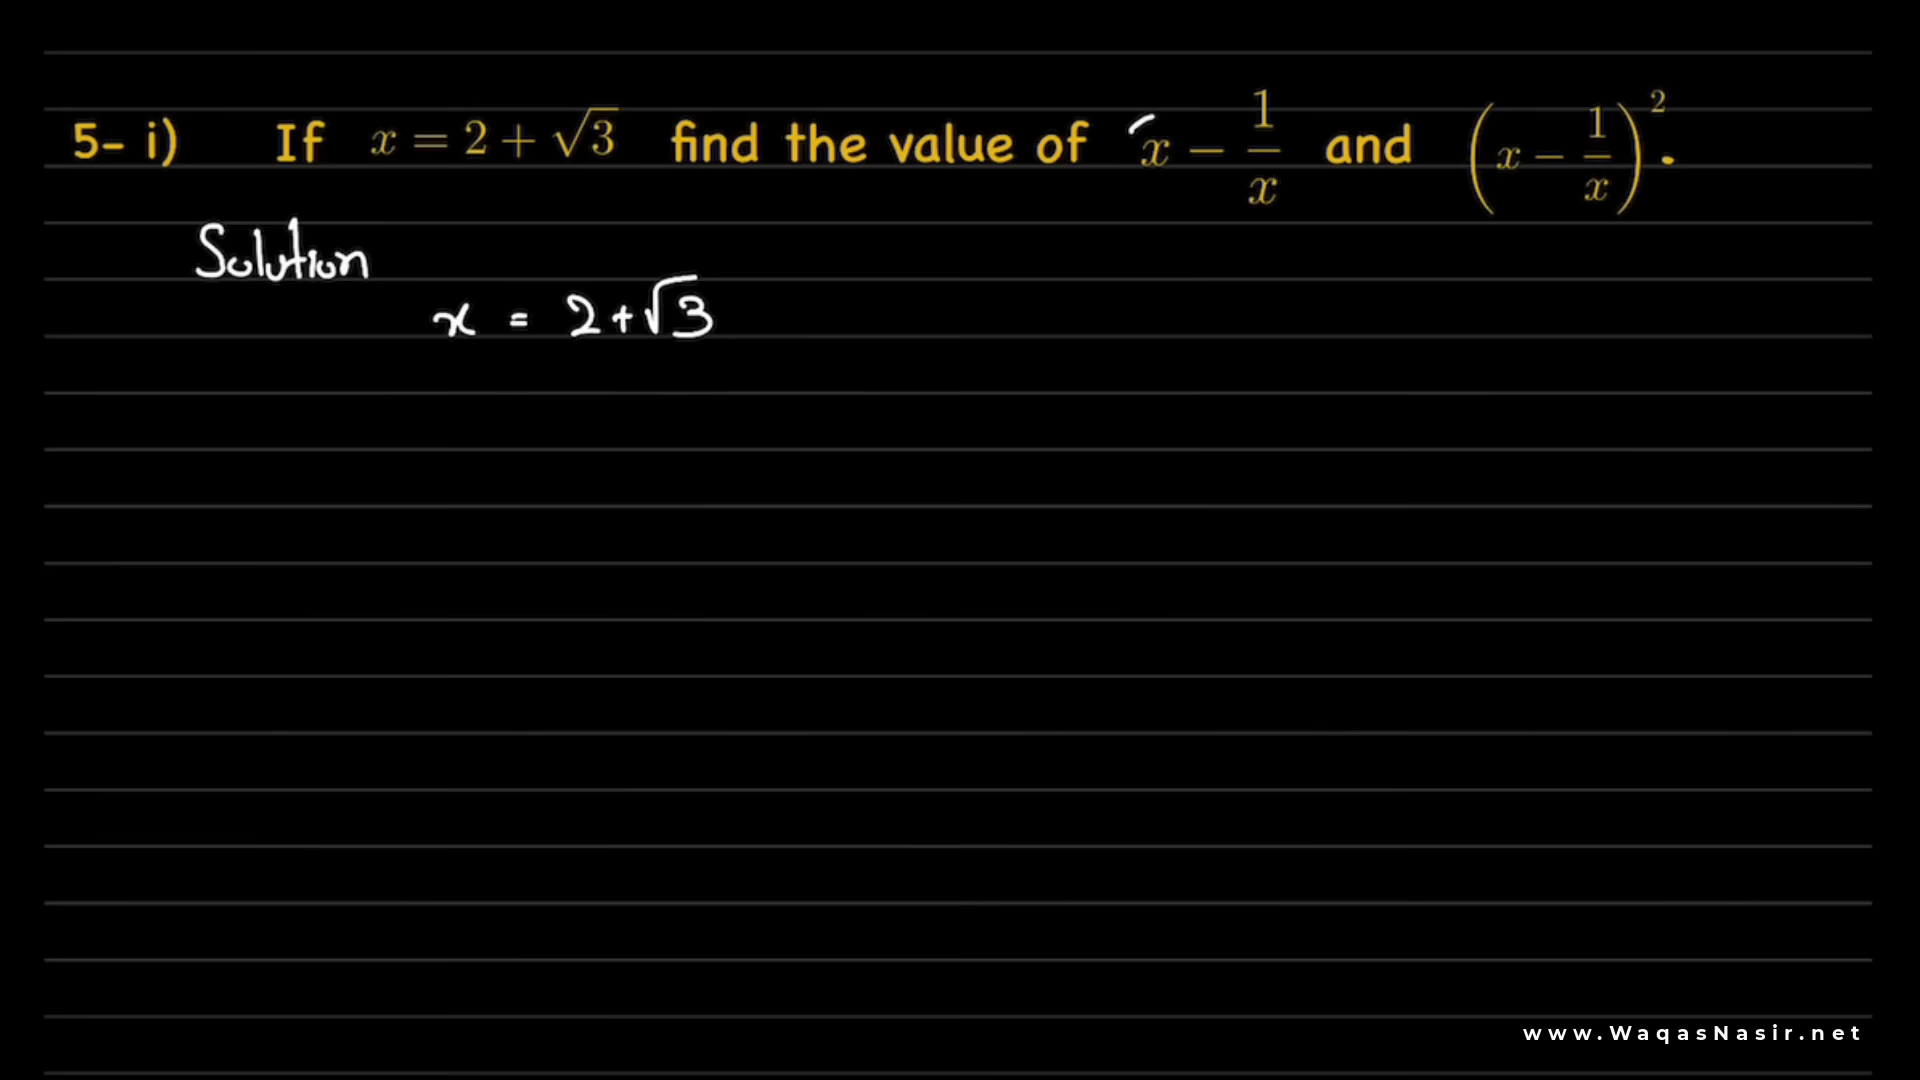 5- i) If x = 2 + √3 find the value of x − 1/x and (x − 1/x)².
Solution
x = 2+√3
www.WaqasNasir.net